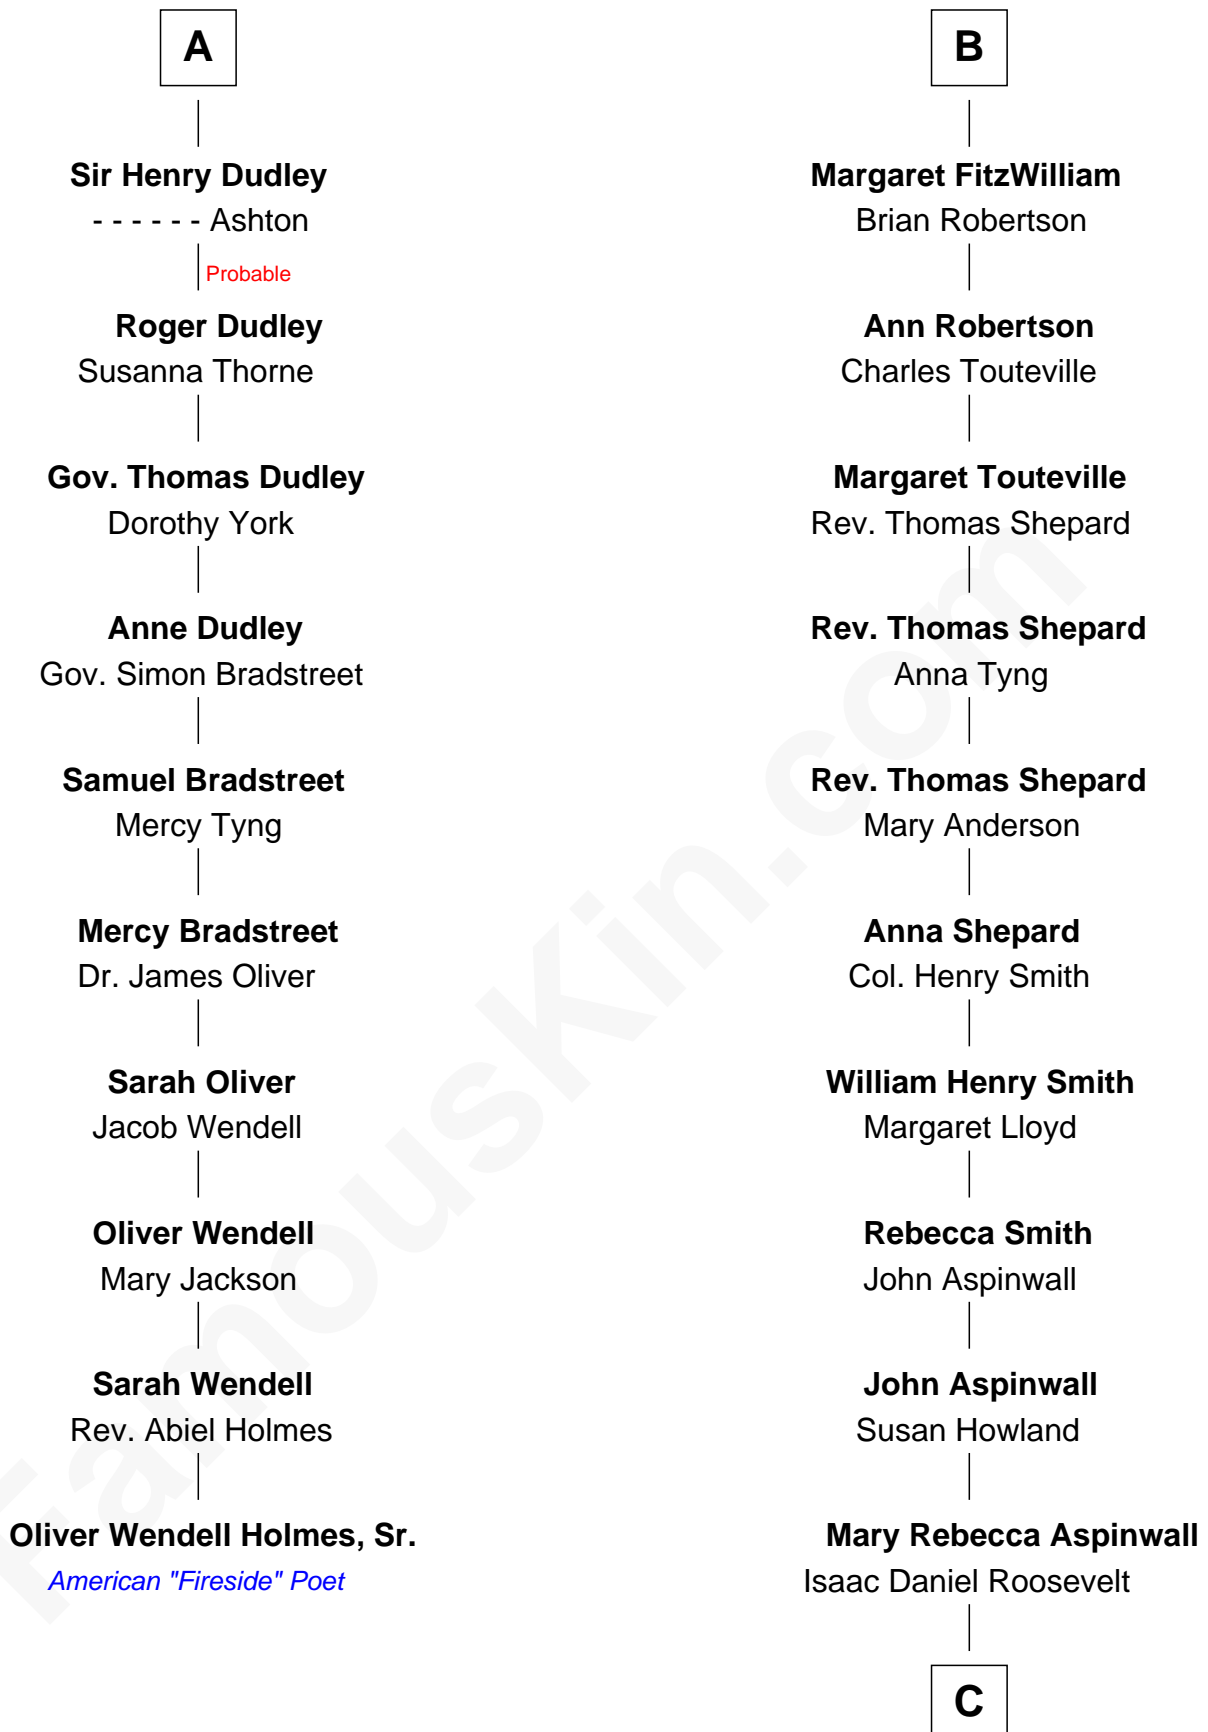 A
Sir Henry Dudley
- - - - - - Ashton
Probable
Roger Dudley
Susanna Thorne
Gov. Thomas Dudley
Dorothy York
Anne Dudley
Gov. Simon Bradstreet
Samuel Bradstreet
Mercy Tyng
Mercy Bradstreet
Dr. James Oliver
Sarah Oliver
Jacob Wendell
Oliver Wendell
Mary Jackson
Sarah Wendell
Rev. Abiel Holmes
Oliver Wendell Holmes, Sr.
American "Fireside" Poet
B
Margaret FitzWilliam
Brian Robertson
Ann Robertson
Charles Touteville
Margaret Touteville
Rev. Thomas Shepard
Rev. Thomas Shepard
Anna Tyng
Rev. Thomas Shepard
Mary Anderson
Anna Shepard
Col. Henry Smith
William Henry Smith
Margaret Lloyd
Rebecca Smith
John Aspinwall
John Aspinwall
Susan Howland
Mary Rebecca Aspinwall
Isaac Daniel Roosevelt
C
FamousKin.com